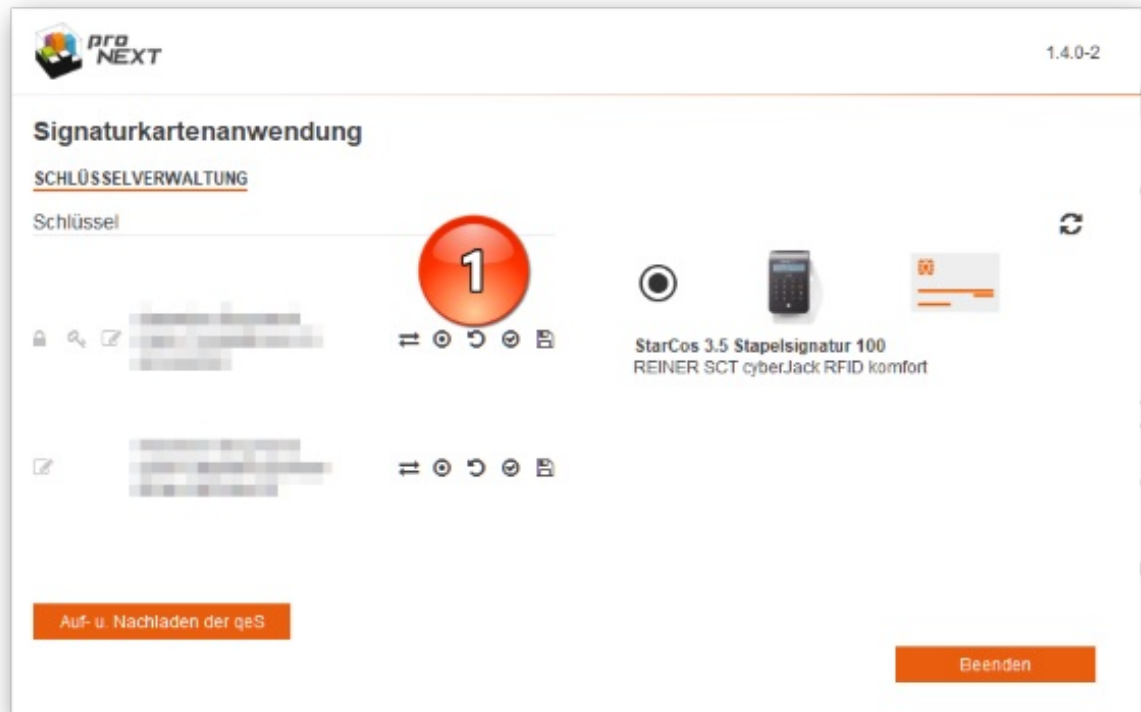 pro
NEXT
1.4.0-2
Signaturkartenanwendung
SCHLÜSSELVERWALTUNG
Schlüssel
1
StarCos 3.5 Stapelsignatur 100
REINER SCT cyberJack RFID komfort
Auf- u. Nachladen der qeS
Beenden